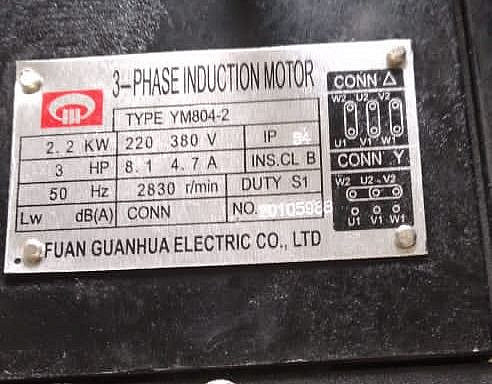 3-PHASE INDUCTION MOTOR
TYPE YM804-2
2.2 KW 220 380 V IP
3 HP 8.1 4.7 A INS.CL B
50 Hz 2830 r/min DUTY S1
Lw dB(A) CONN NO.
FUAN GUANHUA ELECTRIC CO., LTD
CONN △
W2 U2 V2
U1 V1 W1
CONN Y
W2 U2 V2
U1 V1 W1